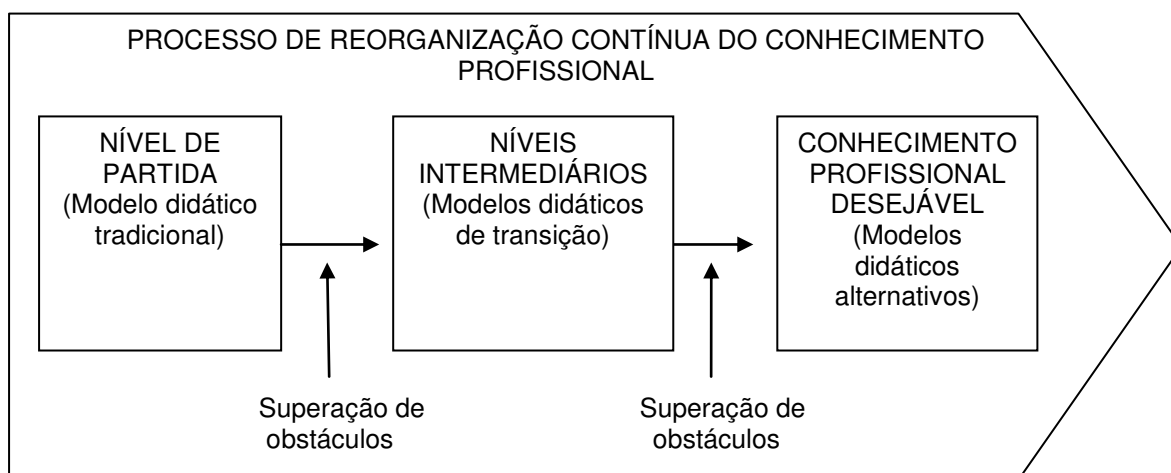 PROCESSO DE REORGANIZAÇÃO CONTÍNUA DO CONHECIMENTO
PROFISSIONAL
NÍVEL DE
PARTIDA
(Modelo didático
tradicional)
NÍVEIS
INTERMEDIÁRIOS
(Modelos didáticos
de transição)
CONHECIMENTO
PROFISSIONAL
DESEJÁVEL
(Modelos
didáticos
alternativos)
Superação de
obstáculos
Superação de
obstáculos